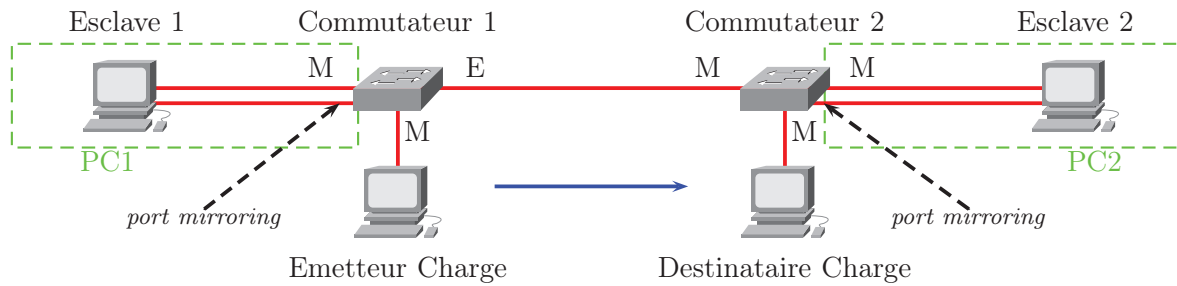 Esclave 1
Commutateur 1
Commutateur 2
Esclave 2
M
E
M
M
M
M
PC1
PC2
port mirroring
port mirroring
Emetteur Charge
Destinataire Charge